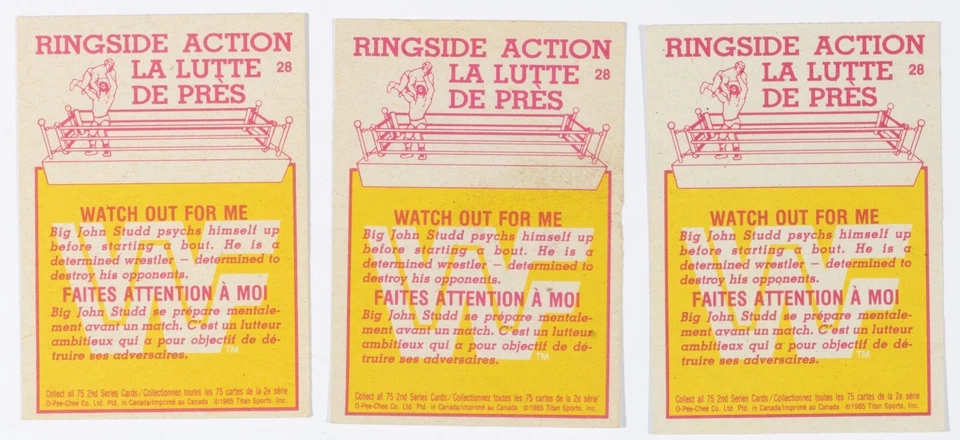 RINGSIDE ACTION
LA LUTTE 28
DE PRÈS
WATCH OUT FOR ME
Big John Studd psychs himself up
before starting a bout. He is a
determined wrestler — determined to
destroy his opponents.
FAITES ATTENTION À MOI
Big John Studd se prépare mentale-
ment avant un match. C'est un lutteur
ambitieux qui a pour objectif de dé-
truire ses adversaires.
TM
Collect all 75 2nd Series Cards/Collectionnez toutes les 75 cartes de la 2e série
O-Pee-Chee Co. Ltd. Ptd. in Canada/Imprimé au Canada ©1985 Titan Sports, Inc.
RINGSIDE ACTION
LA LUTTE 28
DE PRÈS
WATCH OUT FOR ME
Big John Studd psychs himself up
before starting a bout. He is a
determined wrestler — determined to
destroy his opponents.
FAITES ATTENTION À MOI
Big John Studd se prépare mentale-
ment avant un match. C'est un lutteur
ambitieux qui a pour objectif de dé-
truire ses adversaires.
TM
Collect all 75 2nd Series Cards/Collectionnez toutes les 75 cartes de la 2e série
O-Pee-Chee Co. Ltd. Ptd. in Canada/Imprimé au Canada ©1985 Titan Sports, Inc.
RINGSIDE ACTION
LA LUTTE 28
DE PRÈS
WATCH OUT FOR ME
Big John Studd psychs himself up
before starting a bout. He is a
determined wrestler — determined to
destroy his opponents.
FAITES ATTENTION À MOI
Big John Studd se prépare mentale-
ment avant un match. C'est un lutteur
ambitieux qui a pour objectif de dé-
truire ses adversaires.
TM
Collect all 75 2nd Series Cards/Collectionnez toutes les 75 cartes de la 2e série
O-Pee-Chee Co. Ltd. Ptd. in Canada/Imprimé au Canada ©1985 Titan Sports, Inc.